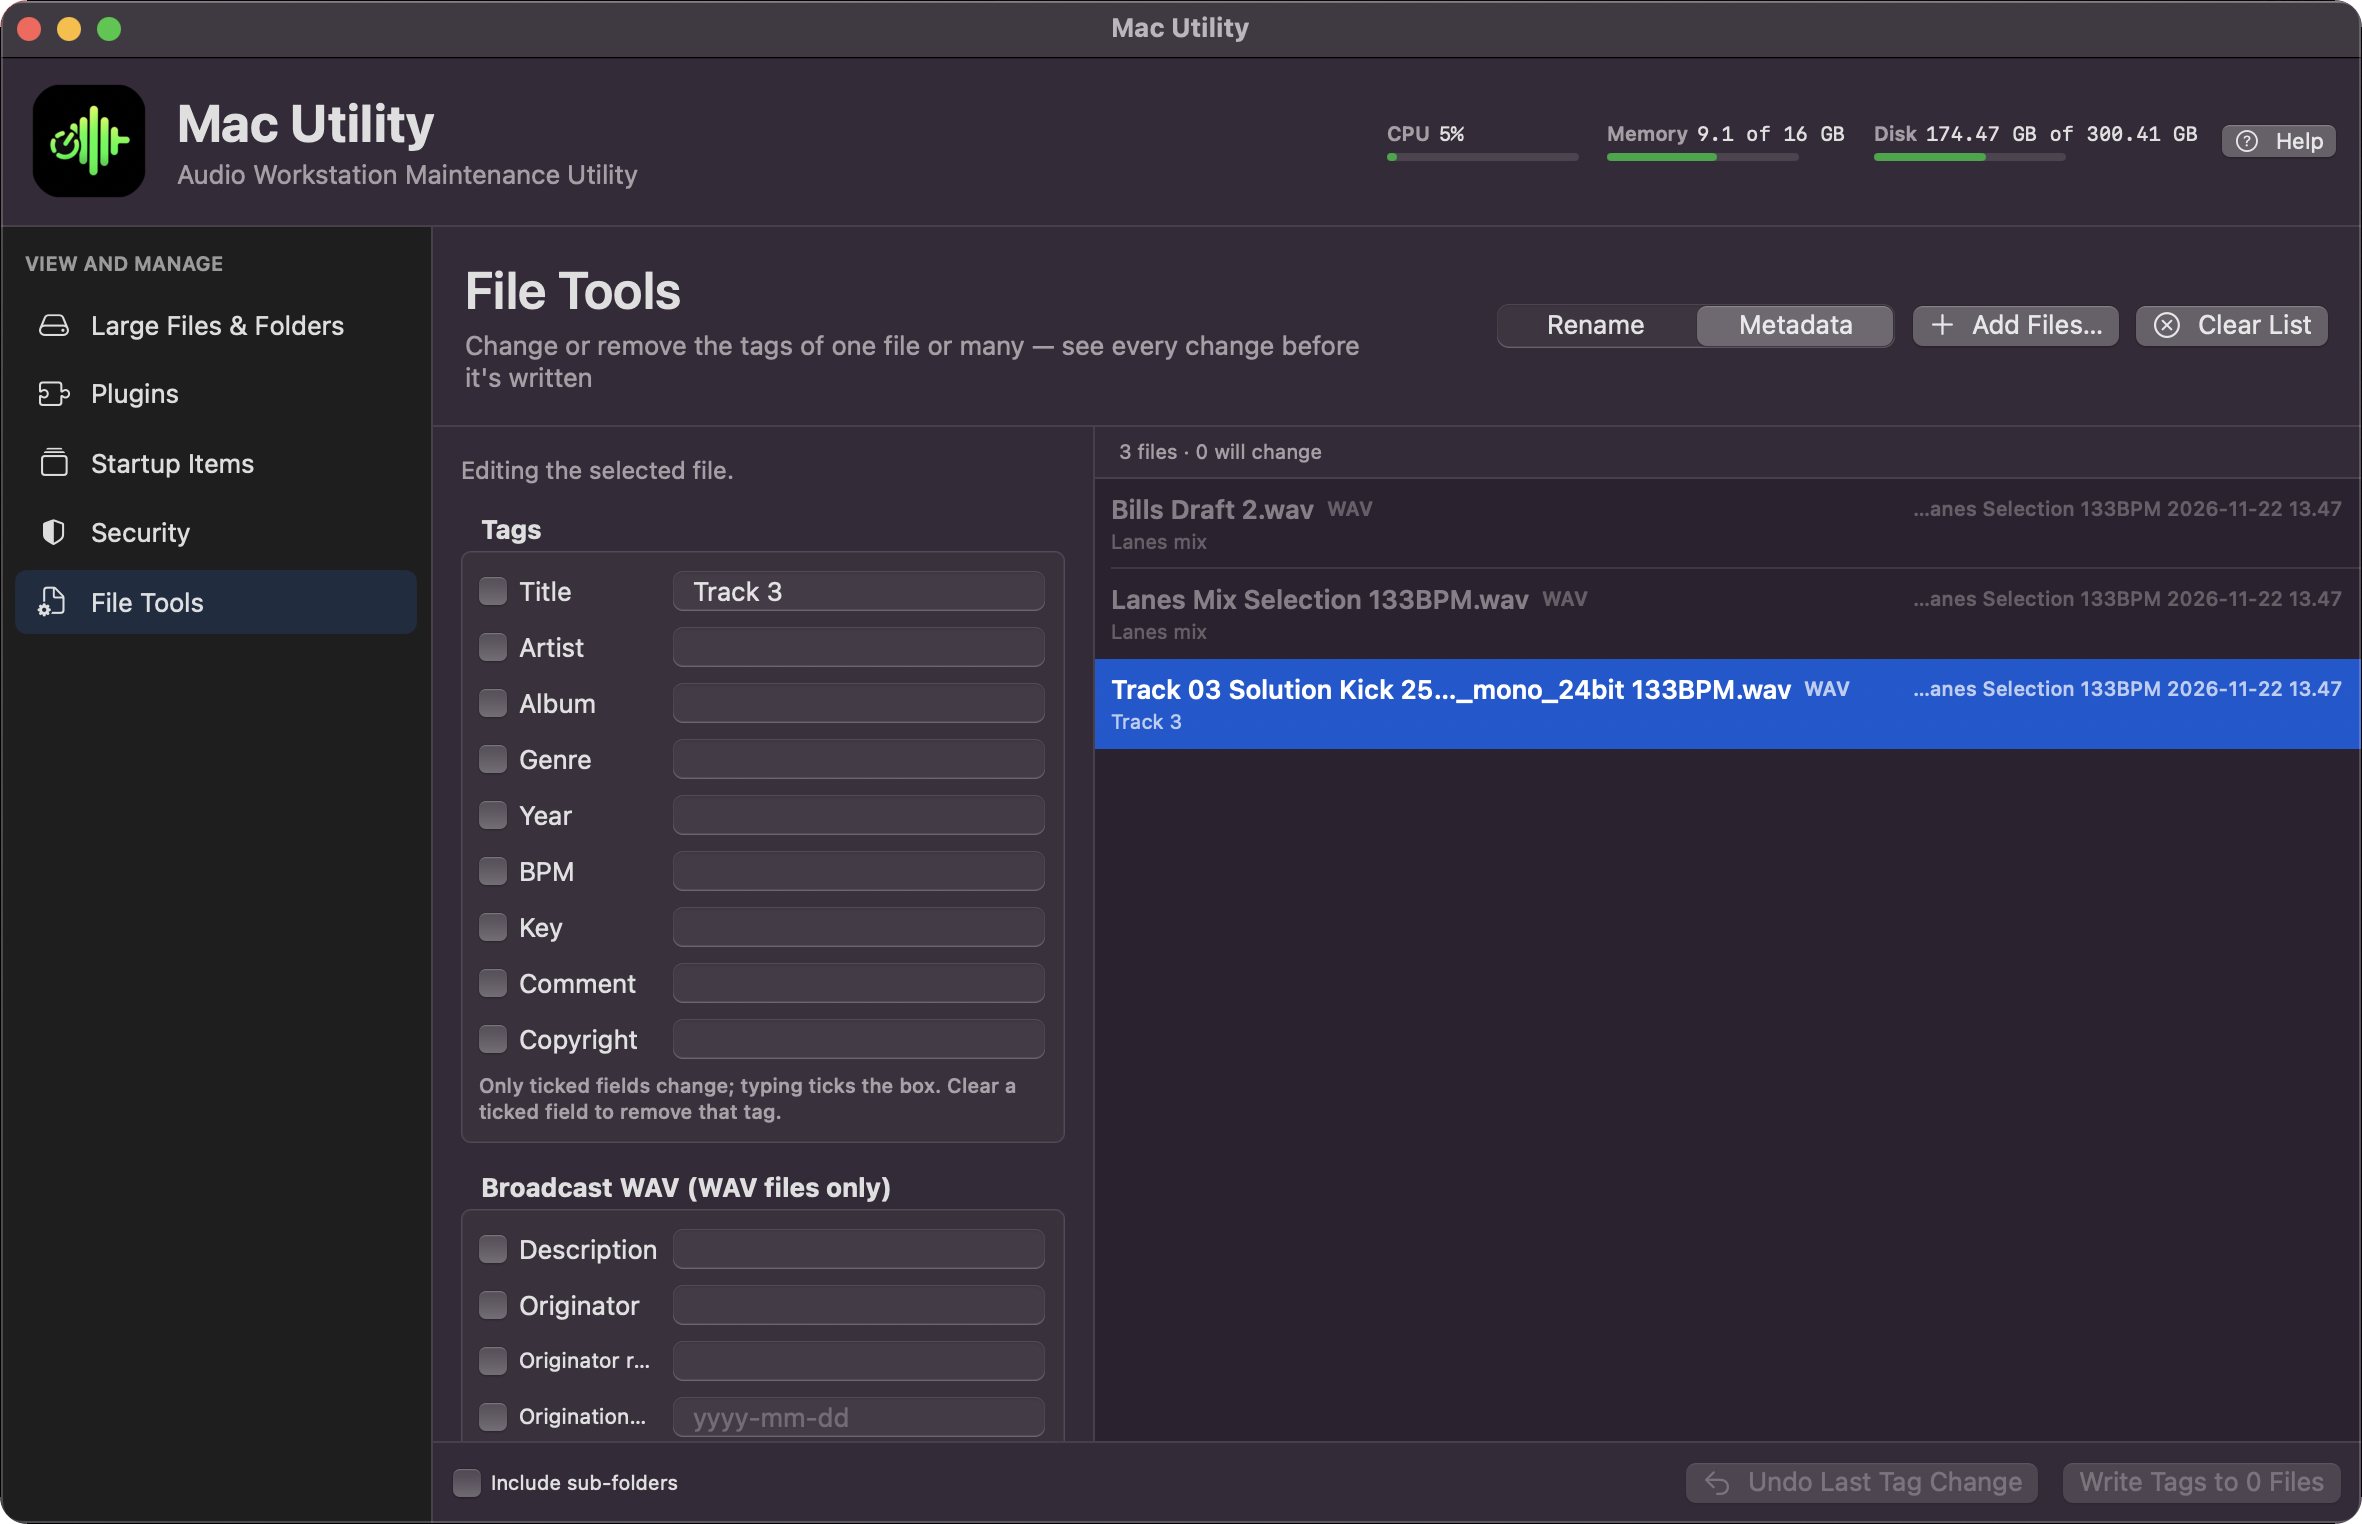 Mac Utility
Mac Utility
Audio Workstation Maintenance Utility
CPU 5%
Memory 9.1 of 16 GB
Disk 174.47 GB of 300.41 GB
Help
VIEW AND MANAGE
Large Files & Folders
Plugins
Startup Items
Security
File Tools
File Tools
Change or remove the tags of one file or many — see every change before
it's written
Rename
Metadata
Add Files...
Clear List
Editing the selected file.
Tags
Title Track 3
Artist
Album
Genre
Year
BPM
Key
Comment
Copyright
Only ticked fields change; typing ticks the box. Clear a
ticked field to remove that tag.
Broadcast WAV (WAV files only)
Description
Originator
Originator r...
Origination... yyyy-mm-dd
3 files · 0 will change
Bills Draft 2.wav WAV ...anes Selection 133BPM 2026-11-22 13.47
Lanes mix
Lanes Mix Selection 133BPM.wav WAV ...anes Selection 133BPM 2026-11-22 13.47
Lanes mix
Track 03 Solution Kick 25..._mono_24bit 133BPM.wav WAV ...anes Selection 133BPM 2026-11-22 13.47
Track 3
Include sub-folders
Undo Last Tag Change
Write Tags to 0 Files